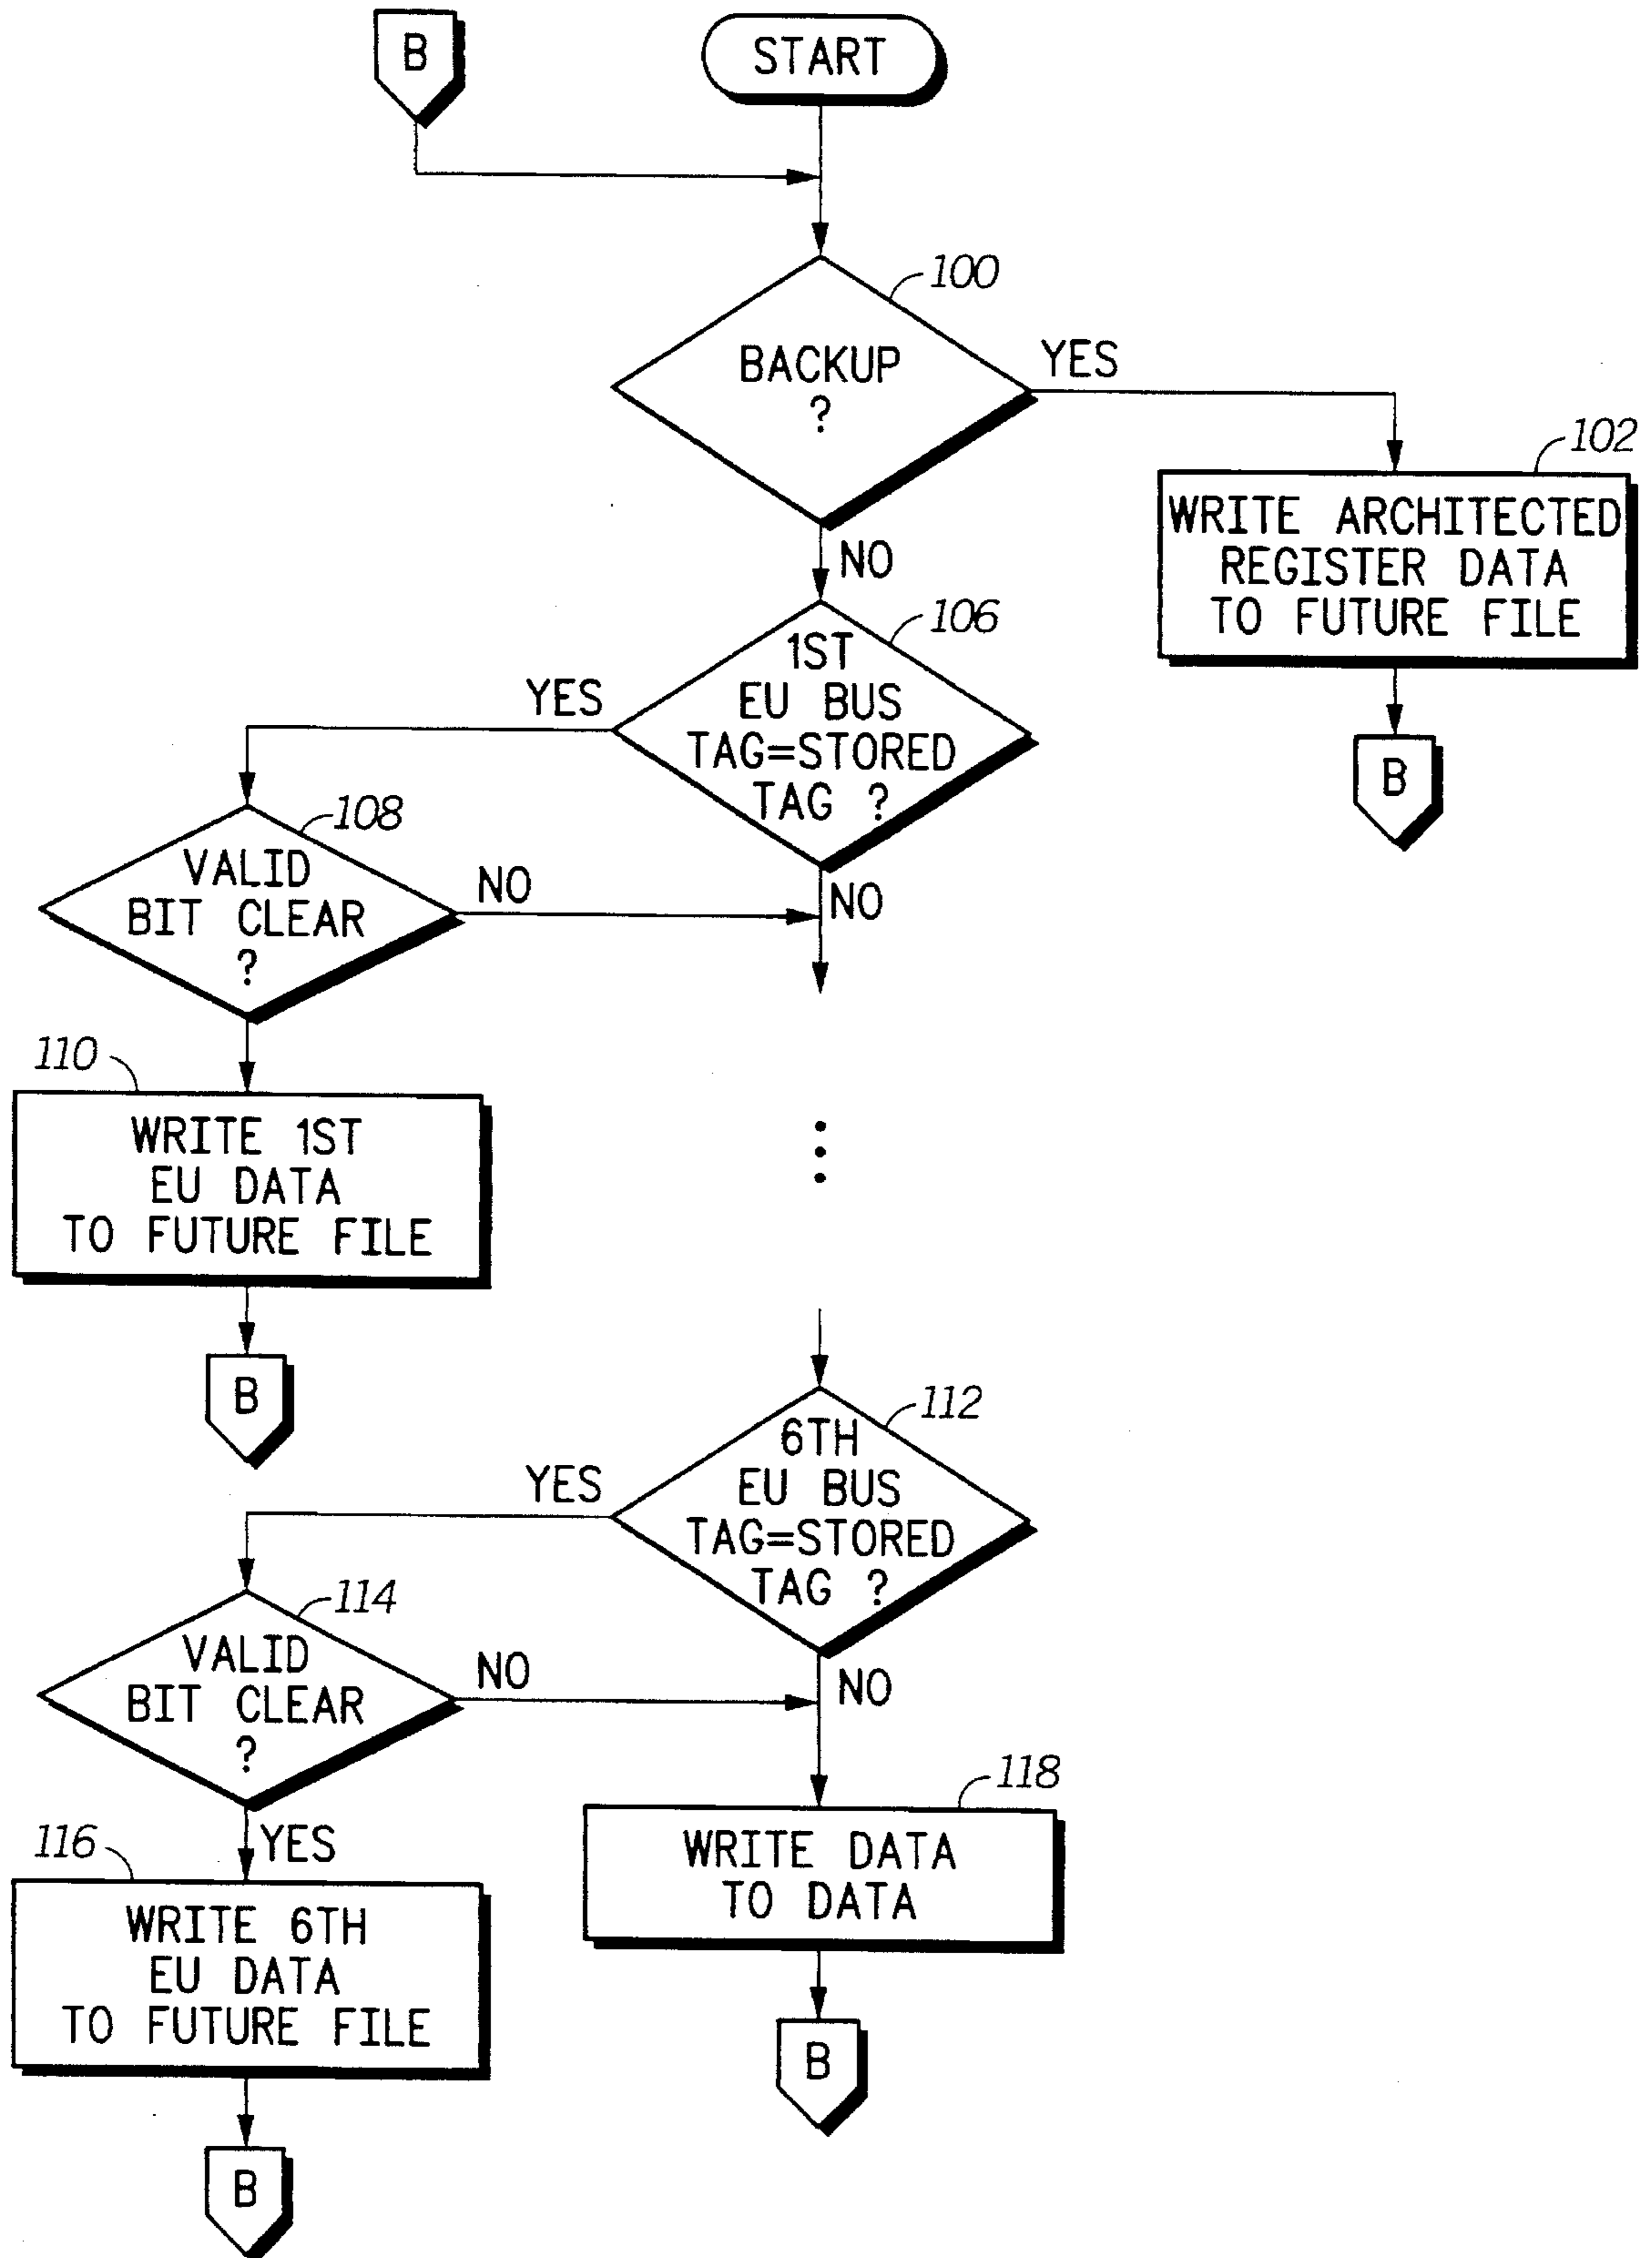 B
START
100
BACKUP
?
YES
NO
102
WRITE ARCHITECTED
REGISTER DATA
TO FUTURE FILE
B
106
1ST
EU BUS
TAG=STORED
TAG ?
YES
NO
108
VALID
BIT CLEAR
?
NO
110
WRITE 1ST
EU DATA
TO FUTURE FILE
B
112
6TH
EU BUS
TAG=STORED
TAG ?
YES
NO
114
VALID
BIT CLEAR
?
NO
YES
116
WRITE 6TH
EU DATA
TO FUTURE FILE
B
118
WRITE DATA
TO DATA
B